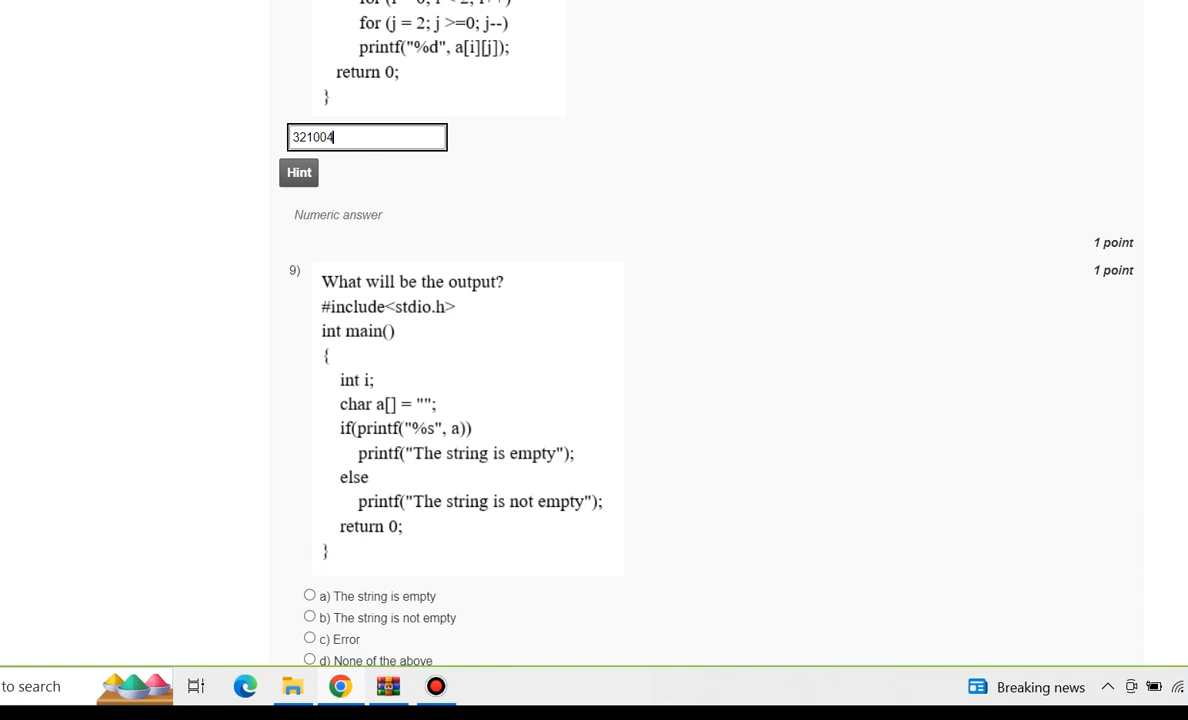 for (j = 2; j >=0; j--)
printf("%d", a[i][j]);
return 0;
}
321004
Hint
Numeric answer
1 point
9)
1 point
What will be the output?
#include<stdio.h>
int main()
{
int i;
char a[] = "";
if(printf("%s", a))
printf("The string is empty");
else
printf("The string is not empty");
return 0;
}
a) The string is empty
b) The string is not empty
c) Error
d) None of the above
to search
Breaking news